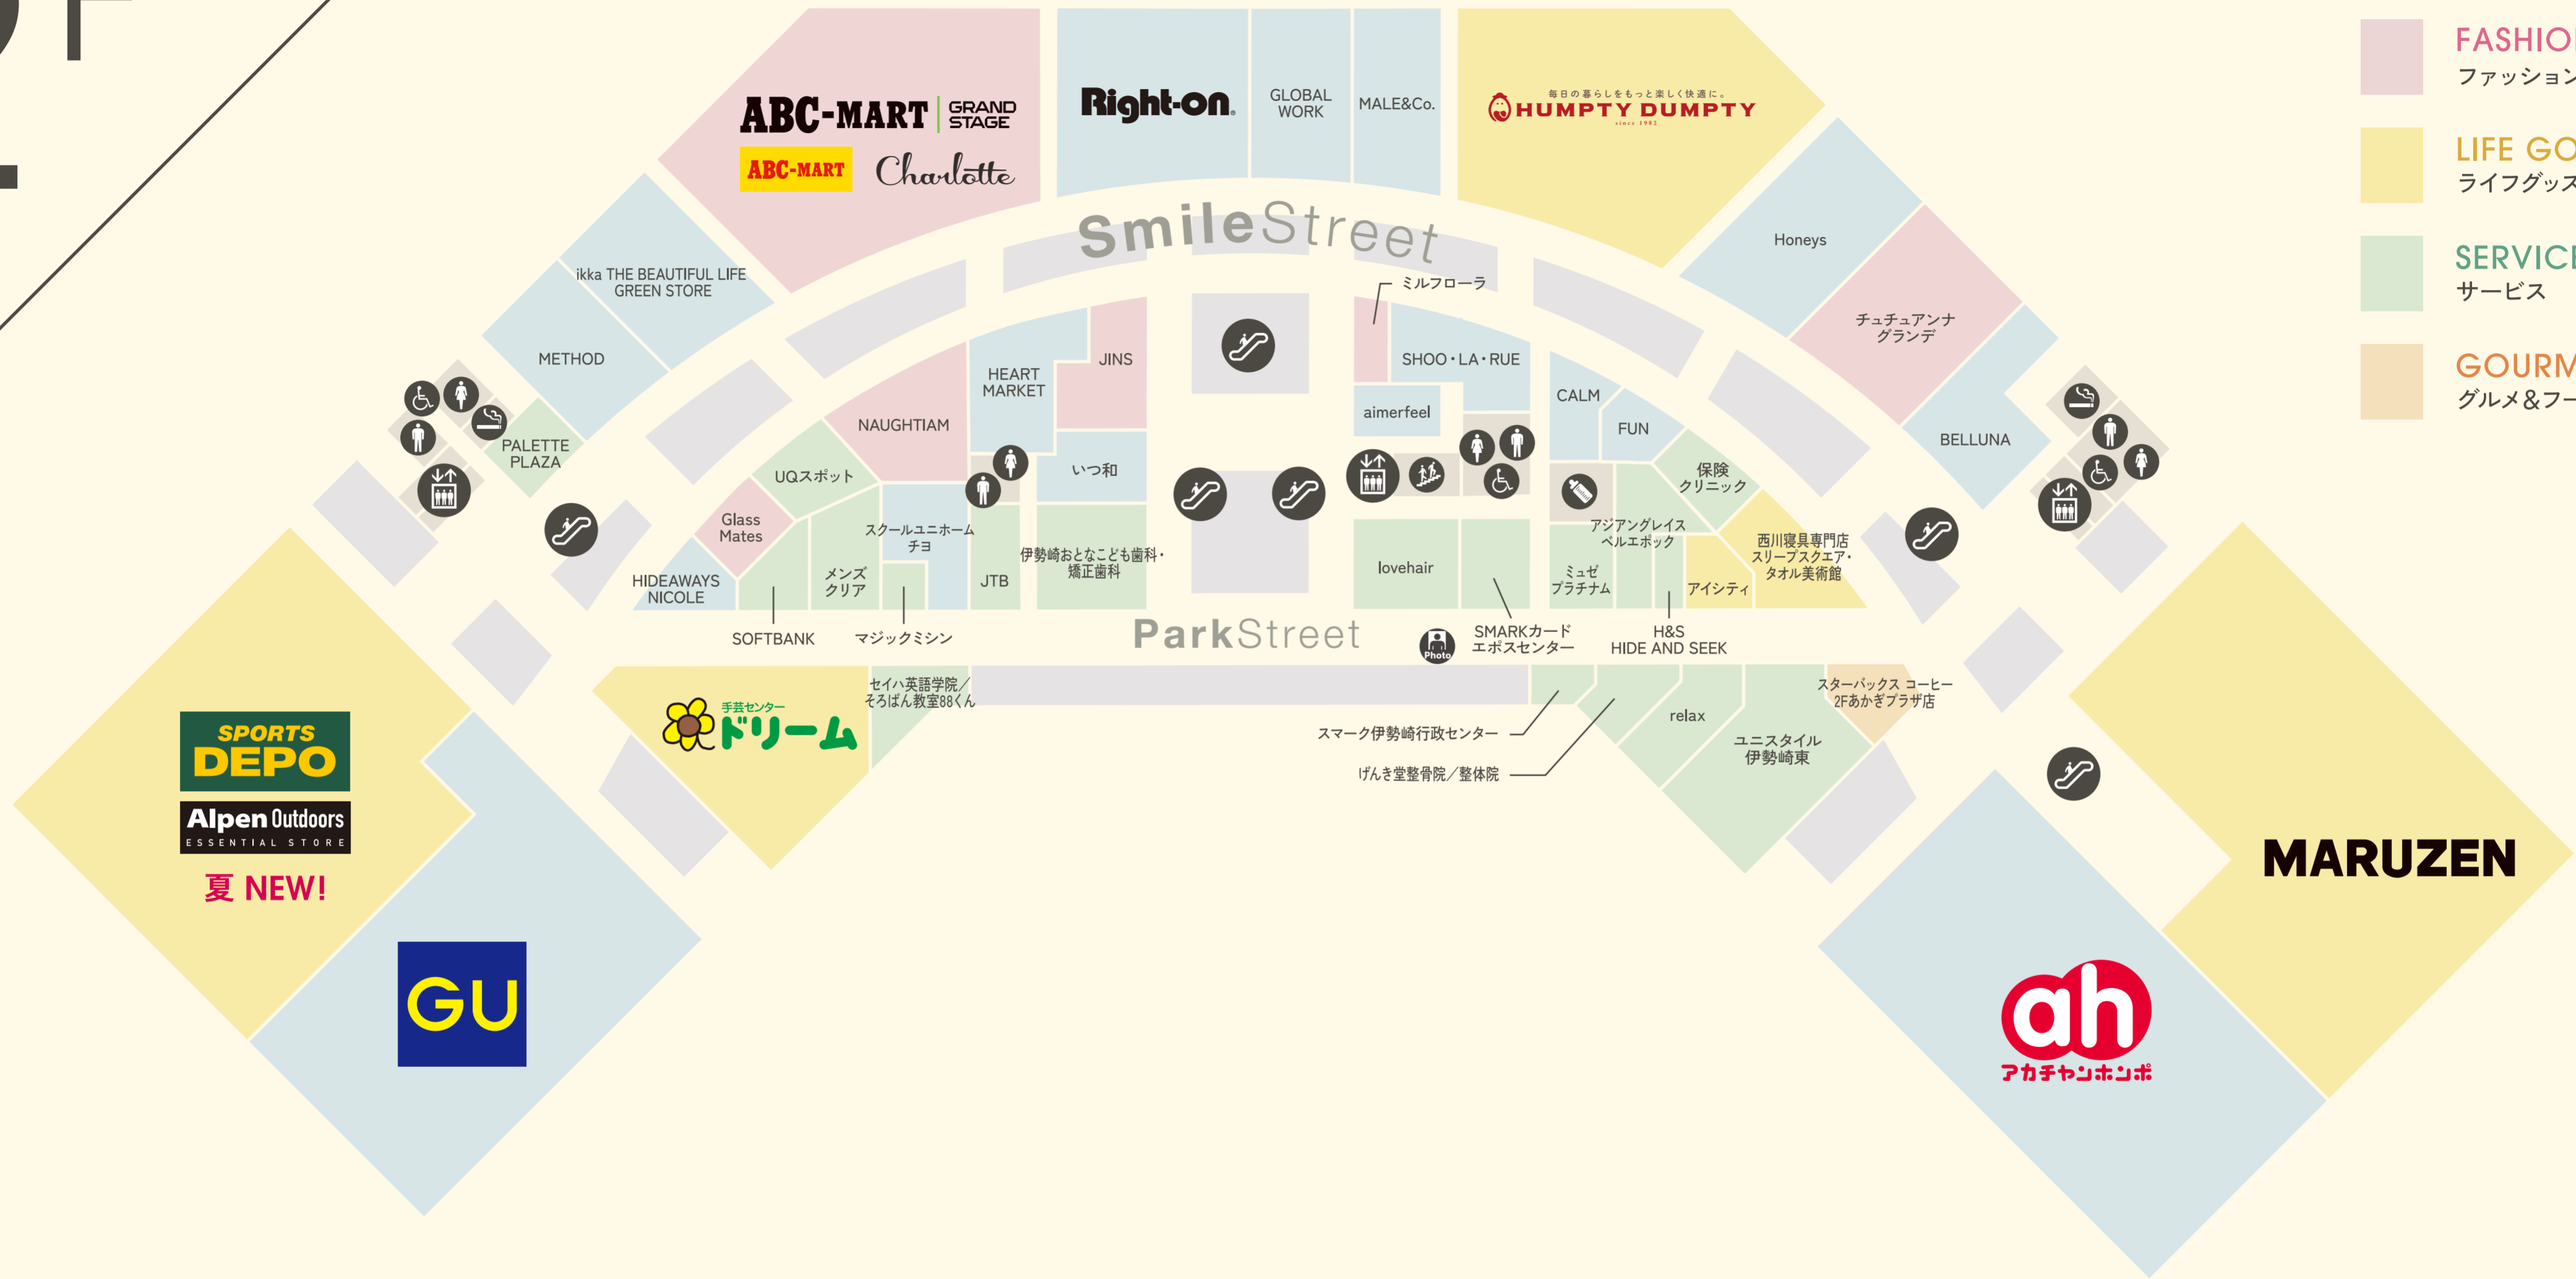 ABC-MART GRAND STAGE
ABC-MART Charlotte
Right-on
GLOBAL
WORK
MALE&Co.
毎日の暮らしをもっと楽しく快適に。
HUMPTY DUMPTY
since 1982
ファッション
ライフグッズ
SERVICE
サービス
Honeys
チュチュアンナ
グランデ
BELLUNA
ikka THE BEAUTIFUL LIFE
GREEN STORE
METHOD
PALETTE
PLAZA
SmileStreet
ミルフローラ
HEART
MARKET
JINS
NAUGHTIAM
UQスポット
Glass
Mates
HIDEAWAYS
NICOLE
SOFTBANK
メンズ
クリア
スクールユニホーム
チヨ
マジックミシン
JTB
いつ和
伊勢崎おとなこども歯科・
矯正歯科
SHOO・LA・RUE
aimerfeel
CALM
FUN
保険
クリニック
アジアングレイス
ベルエポック
西川寝具専門店
スリープスクエア・
タオル美術館
lovehair
ミュゼ
プラチナム
アイシティ
ParkStreet
Photo
SMARKカード
エポスセンター
H&S
HIDE AND SEEK
手芸センター
ドリーム
セイハ英語学院／
そろばん教室88くん
スマーク伊勢崎行政センター
げんき堂整骨院／整体院
relax
ユニスタイル
伊勢崎東
スターバックス コーヒー
2Fあかぎプラザ店
SPORTS
DEPO
Alpen Outdoors
ESSENTIAL STORE
夏 NEW!
GU
MARUZEN
ah
アカチャンホンポ